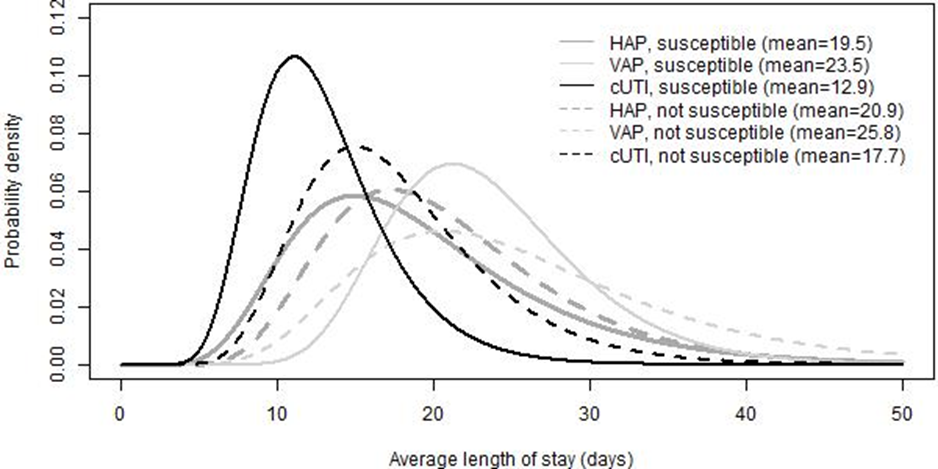 0.12
0.10
0.08
0.06
0.04
0.02
0.00
Probability density
HAP, susceptible (mean=19.5)
VAP, susceptible (mean=23.5)
cUTI, susceptible (mean=12.9)
HAP, not susceptible (mean=20.9)
VAP, not susceptible (mean=25.8)
cUTI, not susceptible (mean=17.7)
0 10 20 30 40 50
Average length of stay (days)